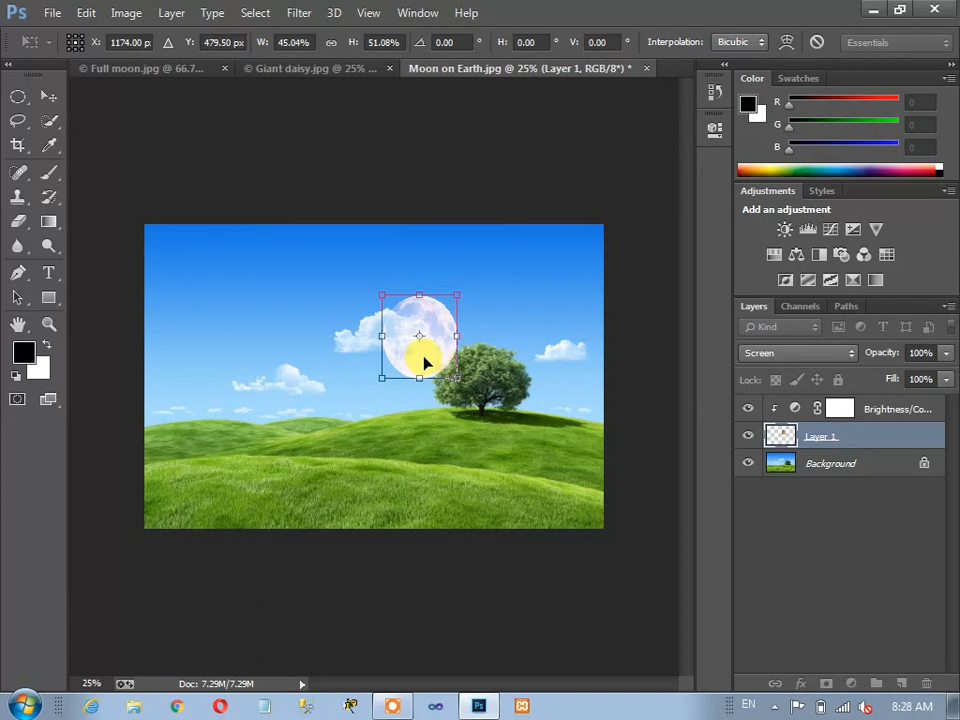 Ps File Edit Image Layer Type Select Filter 3D View Window Help
X: 1174.00 px Y: 479.50 px W: 45.04% H: 51.08% 0.00 ° H: 0.00 ° V: 0.00 ° Interpolation: Bicubic Essentials
© Full moon.jpg @ 66.7... × © Giant daisy.jpg @ 25% ... × Moon on Earth.jpg @ 25% (Layer 1, RGB/8*) * ×
Color Swatches
R 0
G 0
B 0
Adjustments Styles
Add an adjustment
Layers Channels Paths
Kind
Screen Opacity: 100%
Lock: Fill: 100%
Brightness/Co...
Layer 1
Background
25% Doc: 7.29M/7.29M
EN 8:28 AM